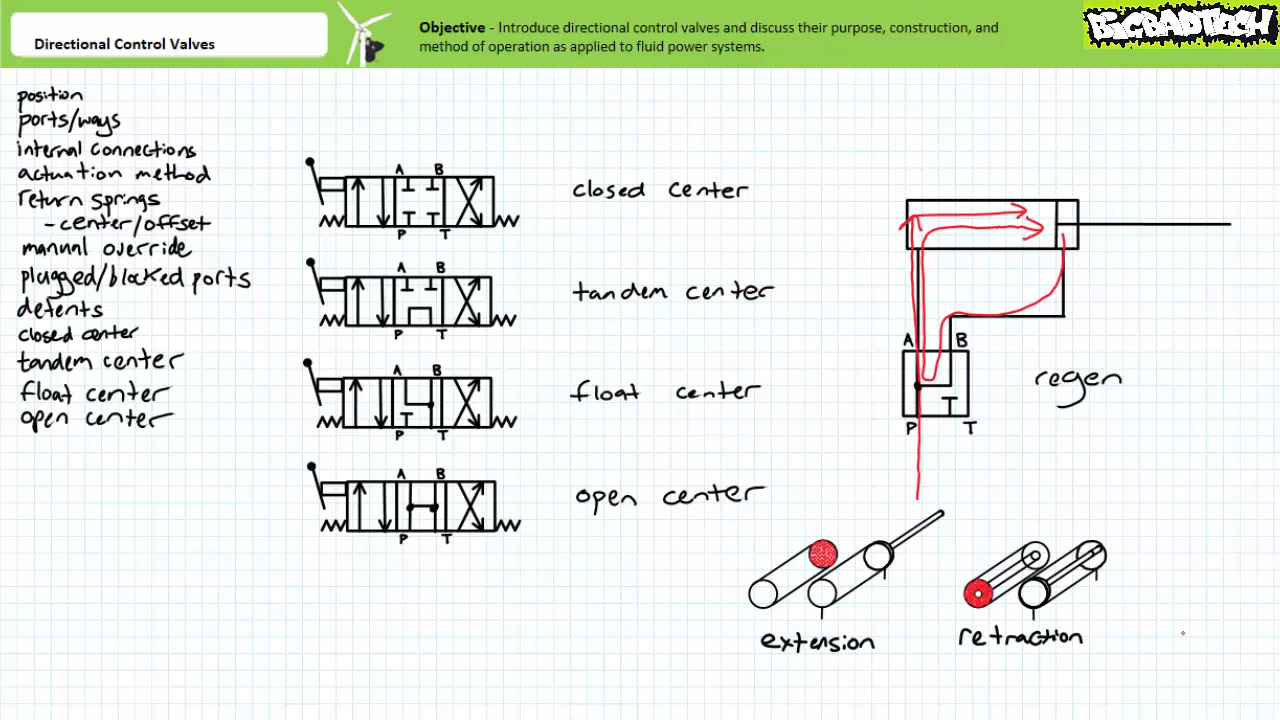 Directional Control Valves
Objective - Introduce directional control valves and discuss their purpose, construction, and
method of operation as applied to fluid power systems.
BIGBADTECH
position
ports/ways
internal connections
actuation method
return springs
- center/offset
manual override
plugged/blocked ports
detents
closed center
tandem center
float center
open center
A B
P T
closed center
A B
P T
tandem center
A B
P T
float center
A B
P T
open center
A B
P T
regen
extension
retraction